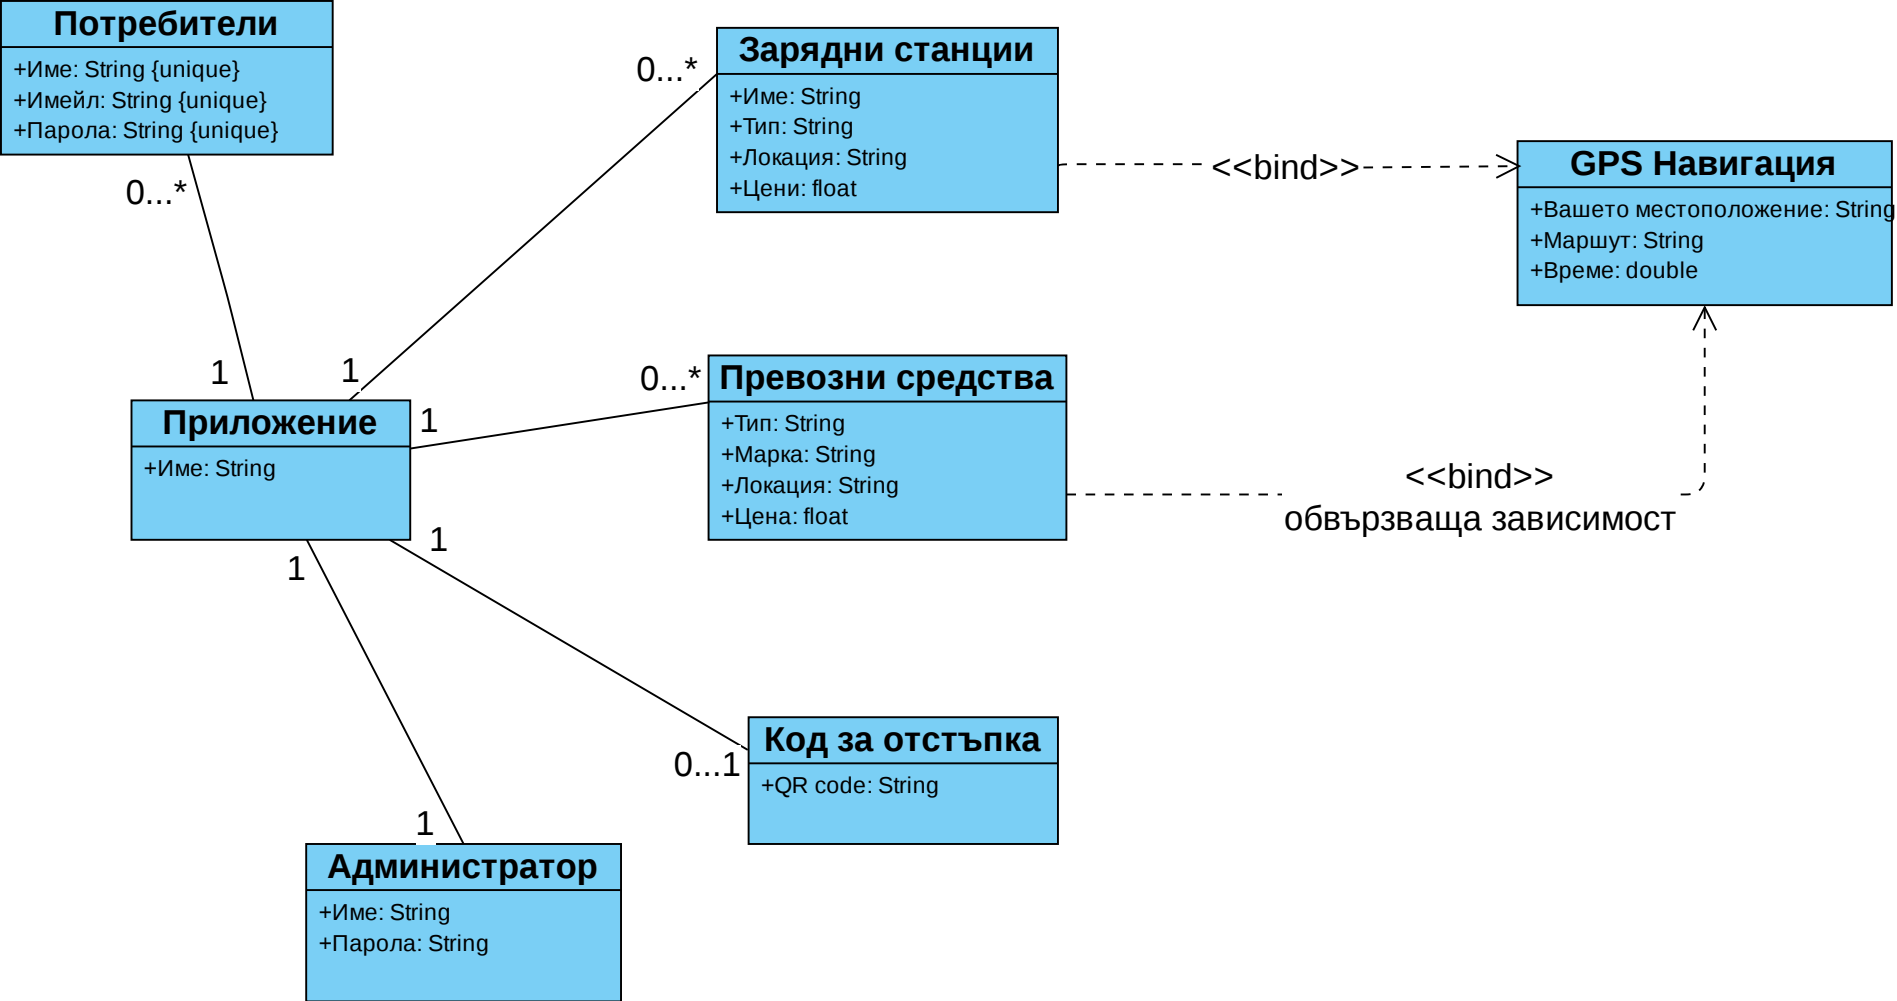 Потребители
+Име: String {unique}
+Имейл: String {unique}
+Парола: String {unique}
0...*
1
Зарядни станции
+Име: String
+Тип: String
+Локация: String
+Цени: float
0...*
1
<<bind>>
GPS Навигация
+Вашето местоположение: String
+Маршут: String
+Време: double
Приложение
+Име: String
1
0...*
Превозни средства
+Тип: String
+Марка: String
+Локация: String
+Цена: float
<<bind>>
обвързваща зависимост
1
1
0...1
Код за отстъпка
+QR code: String
1
Администратор
+Име: String
+Парола: String